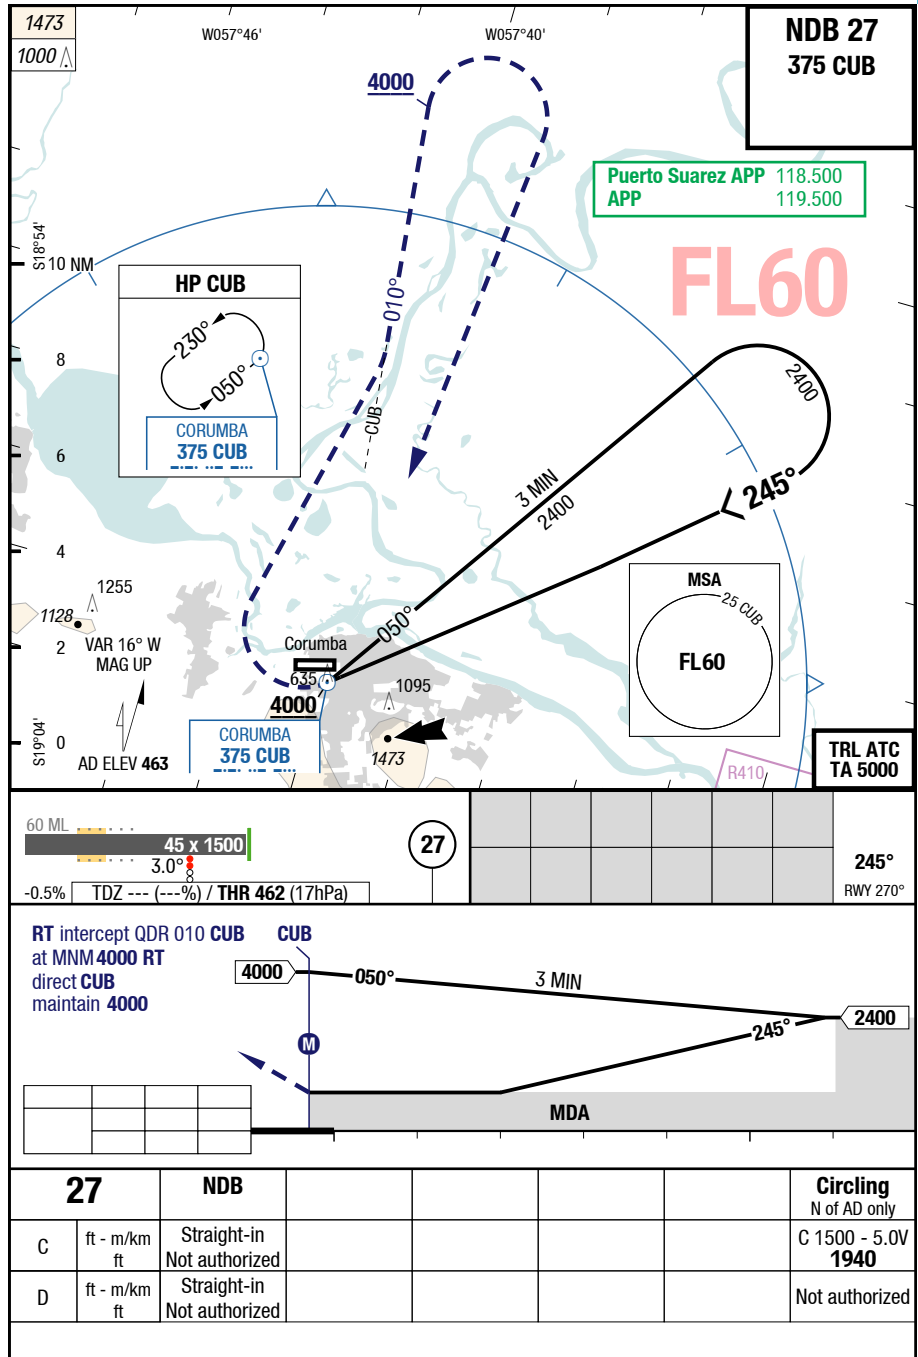 1473
1000
W057°46'
W057°40'
NDB 27
375 CUB
4000
Puerto Suarez APP 118.500
APP 119.500
FL60
S18°54'
10 NM
8
6
4
2
0
S19°04'
HP CUB
230°
050°
CORUMBA
375 CUB
010°
CUB
2400
3 MIN
2400
245°
050°
1255
1128
VAR 16° W
MAG UP
AD ELEV 463
Corumba
635
4000
CORUMBA
375 CUB
1095
1473
MSA
25 CUB
FL60
R410
TRL ATC
TA 5000
60 ML
45 x 1500
3.0°
-0.5%
TDZ --- (---%) / THR 462 (17hPa)
27
245°
RWY 270°
RT intercept QDR 010 CUB
at MNM 4000 RT
direct CUB
maintain 4000
CUB
4000
050°
3 MIN
2400
245°
M
MDA
27
NDB
Circling
N of AD only
C
ft - m/km
ft
Straight-in
Not authorized
C 1500 - 5.0V
1940
D
ft - m/km
ft
Straight-in
Not authorized
Not authorized